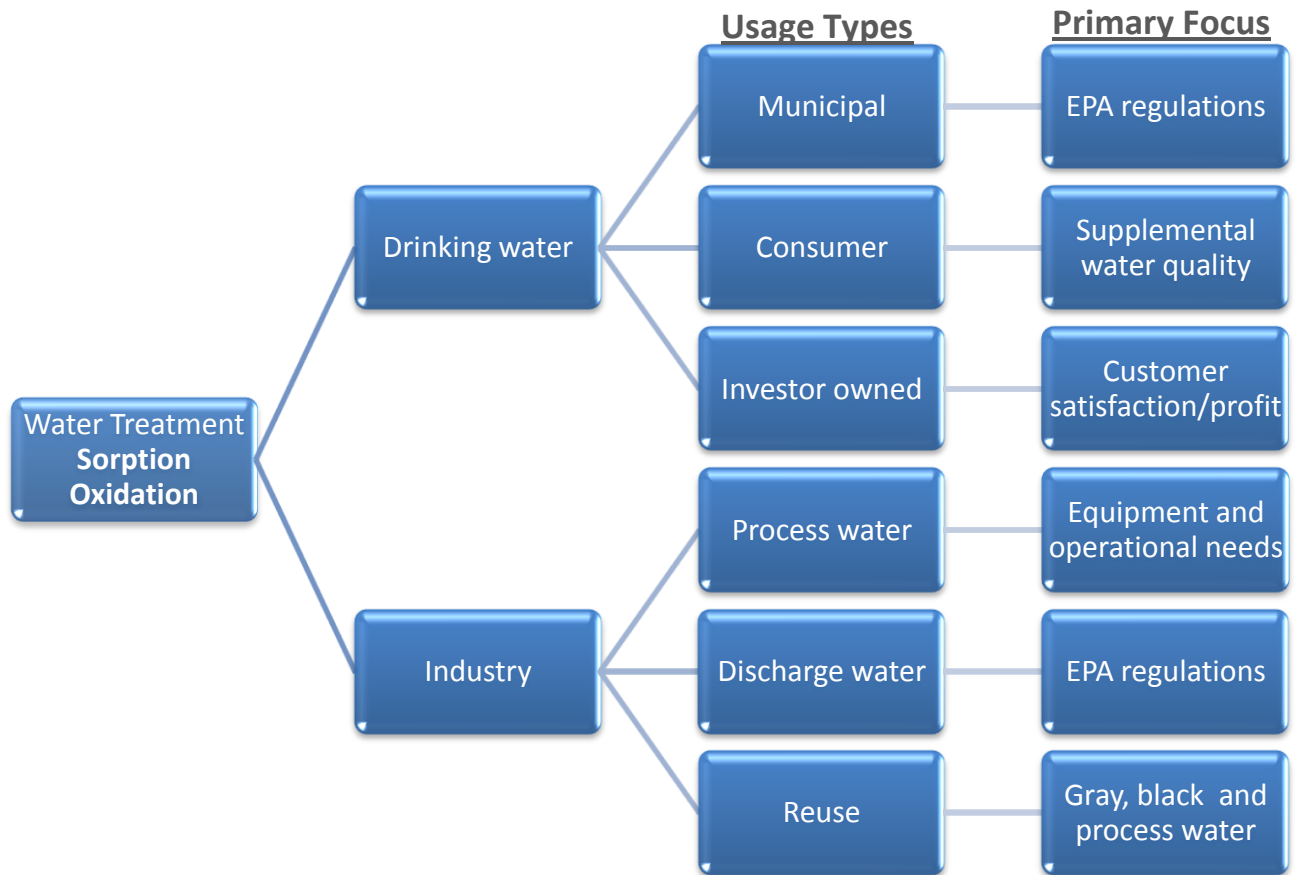 Usage Types
Primary Focus
Municipal
EPA regulations
Drinking water
Consumer
Supplemental
water quality
Investor owned
Customer
satisfaction/profit
Water Treatment
Sorption
Oxidation
Process water
Equipment and
operational needs
Industry
Discharge water
EPA regulations
Reuse
Gray, black and
process water